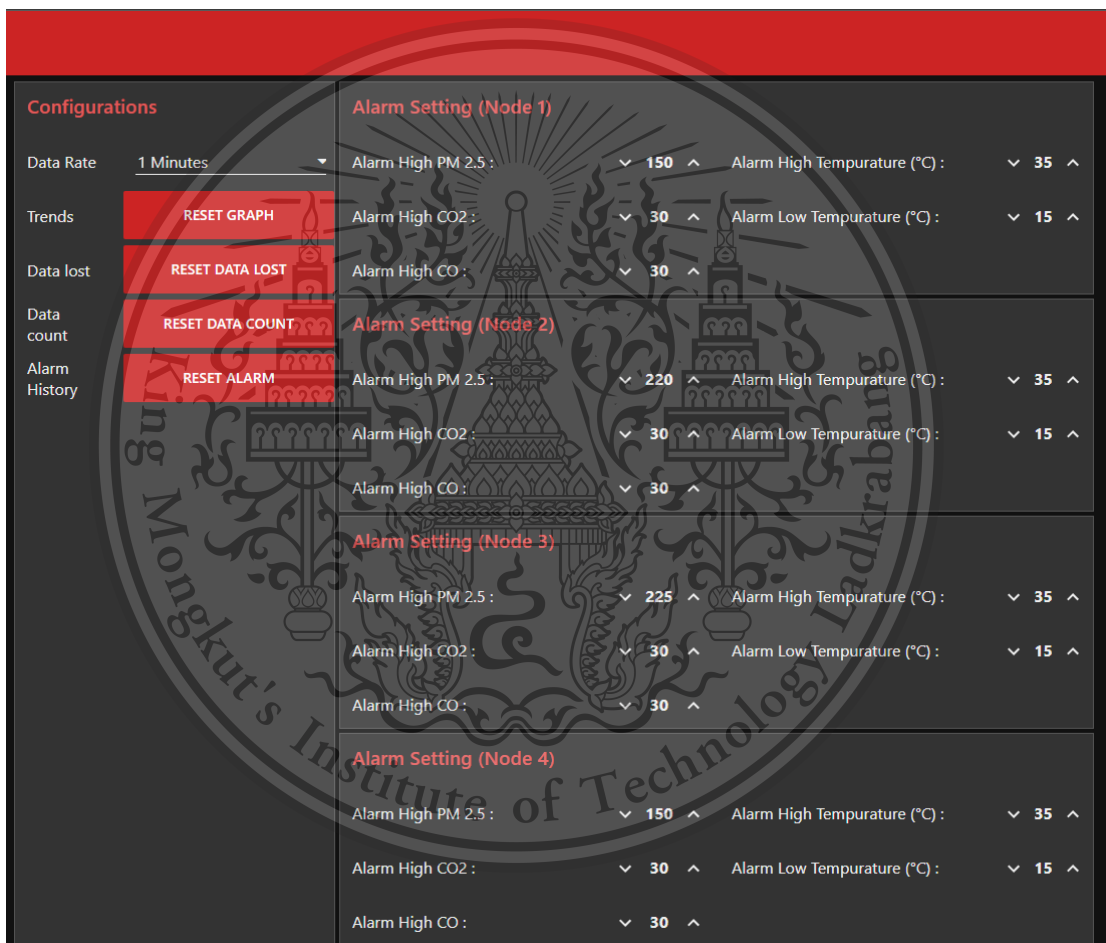 Configurations
Data Rate 1 Minutes
Trends RESET GRAPH
Data lost RESET DATA LOST
Data count RESET DATA COUNT
Alarm History RESET ALARM
Alarm Setting (Node 1)
Alarm High PM 2.5 : 150 Alarm High Tempurature (°C) : 35
Alarm High CO2 : 30 Alarm Low Tempurature (°C) : 15
Alarm High CO : 30
Alarm Setting (Node 2)
Alarm High PM 2.5 : 220 Alarm High Tempurature (°C) : 35
Alarm High CO2 : 30 Alarm Low Tempurature (°C) : 15
Alarm High CO : 30
Alarm Setting (Node 3)
Alarm High PM 2.5 : 225 Alarm High Tempurature (°C) : 35
Alarm High CO2 : 30 Alarm Low Tempurature (°C) : 15
Alarm High CO : 30
Alarm Setting (Node 4)
Alarm High PM 2.5 : 150 Alarm High Tempurature (°C) : 35
Alarm High CO2 : 30 Alarm Low Tempurature (°C) : 15
Alarm High CO : 30
King Mongkut's Institute of Technology Ladkrabang